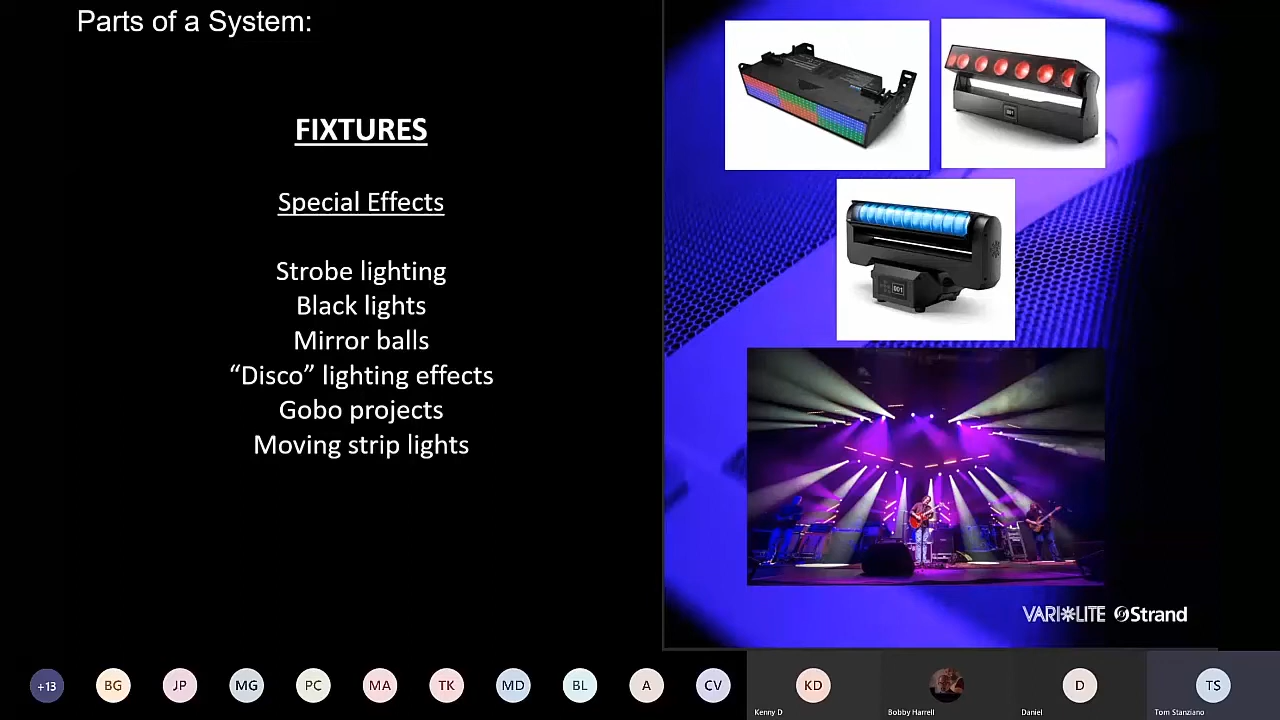 Parts of a System:
FIXTURES
Special Effects
Strobe lighting
Black lights
Mirror balls
“Disco” lighting effects
Gobo projects
Moving strip lights
001
001
VARI*LITE Strand
+13 BG JP MG PC MA TK MD BL A CV KD D TS
Kenny D Bobby Harrell Daniel Tom Stanziano